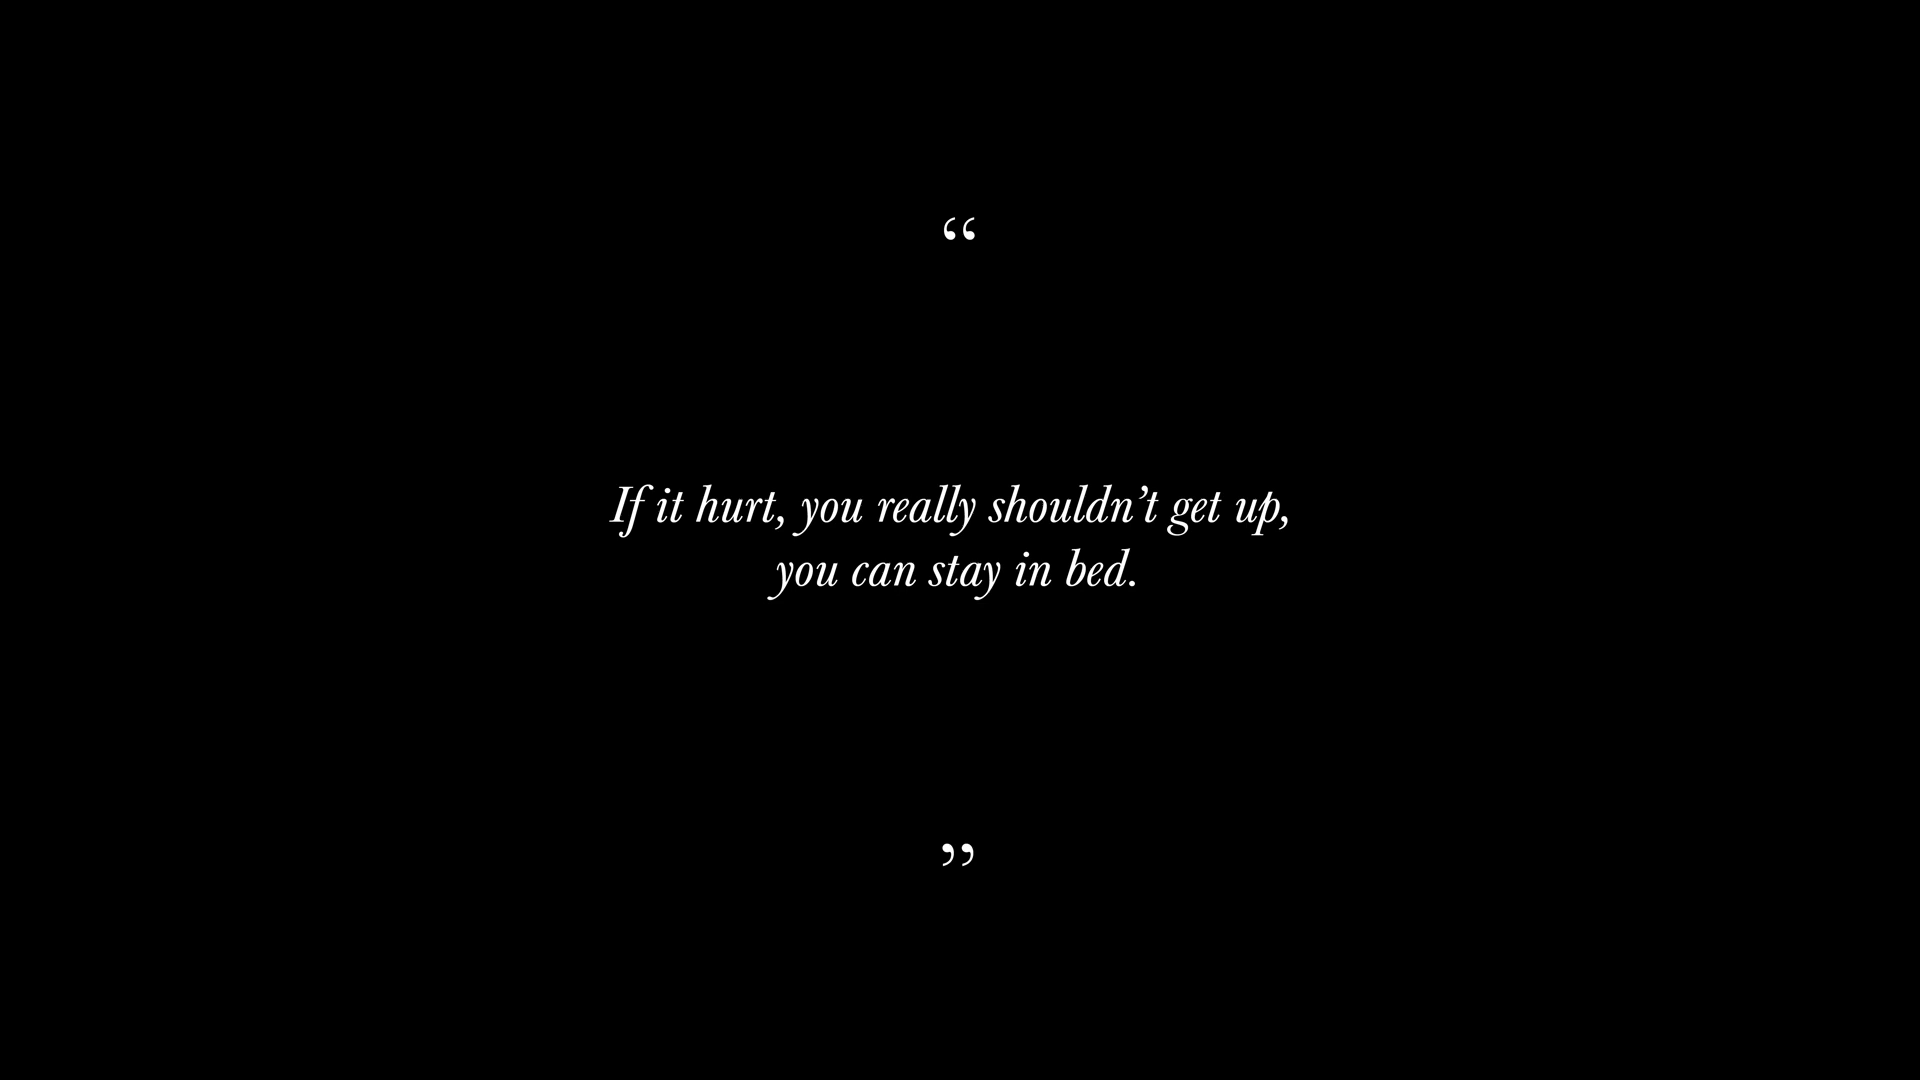 “
If it hurt, you really shouldn’t get up,
you can stay in bed.
”